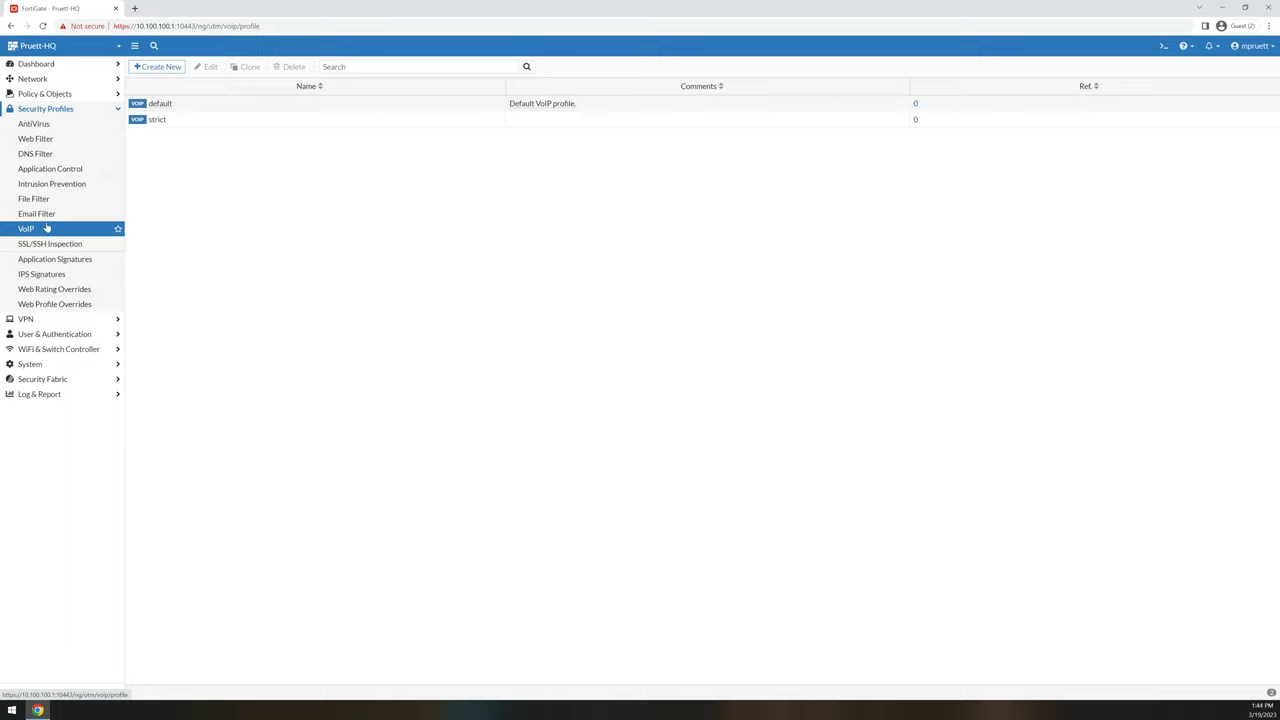 FortiGate - Pruett-HQ
Not secure https://10.100.100.1:10443/ng/utm/voip/profile
Guest (2)
Pruett-HQ
mpruett
Dashboard
Network
Policy & Objects
Security Profiles
AntiVirus
Web Filter
DNS Filter
Application Control
Intrusion Prevention
File Filter
Email Filter
VoIP
SSL/SSH Inspection
Application Signatures
IPS Signatures
Web Rating Overrides
Web Profile Overrides
VPN
User & Authentication
WiFi & Switch Controller
System
Security Fabric
Log & Report
+Create New Edit Clone Delete Search
Name Comments Ref.
VOIP default Default VoIP profile. 0
VOIP strict 0
https://10.100.100.1:10443/ng/utm/voip/profile
2
1:44 PM
3/19/2023